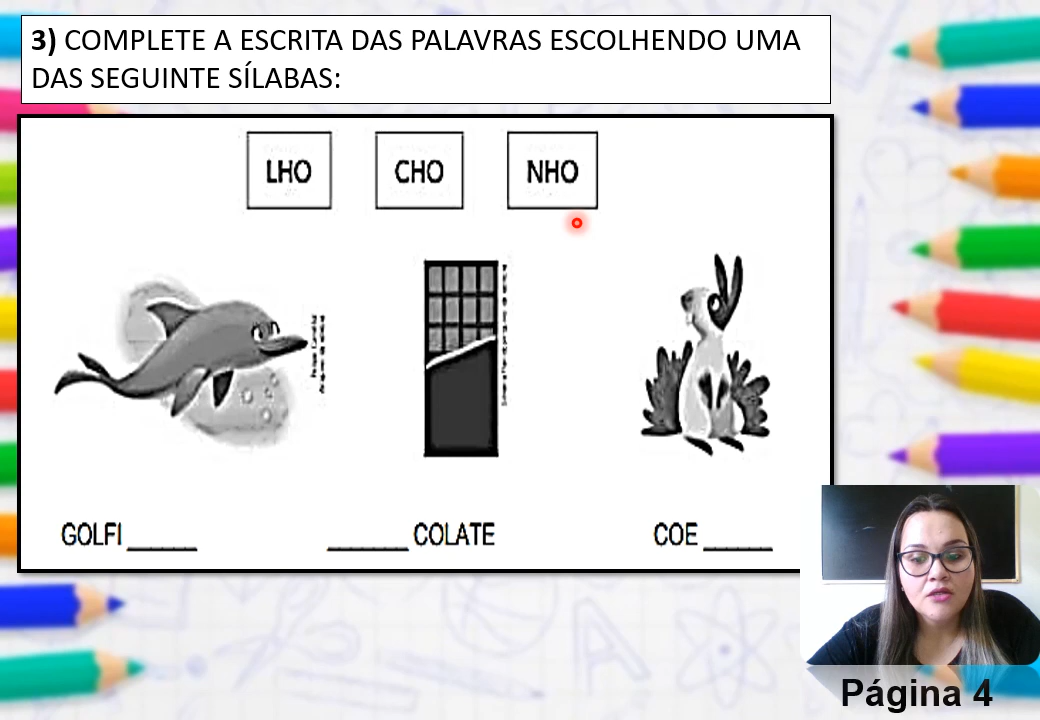 3) COMPLETE A ESCRITA DAS PALAVRAS ESCOLHENDO UMA
DAS SEGUINTE SÍLABAS:
LHO CHO NHO
GOLFI ______ _______ COLATE COE ______
Página 4